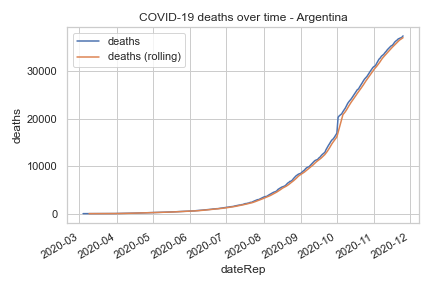 COVID-19 deaths over time - Argentina
deaths
deaths (rolling)
30000
20000
10000
0
deaths
2020-03
2020-04
2020-05
2020-06
2020-07
2020-08
2020-09
2020-10
2020-11
2020-12
dateRep